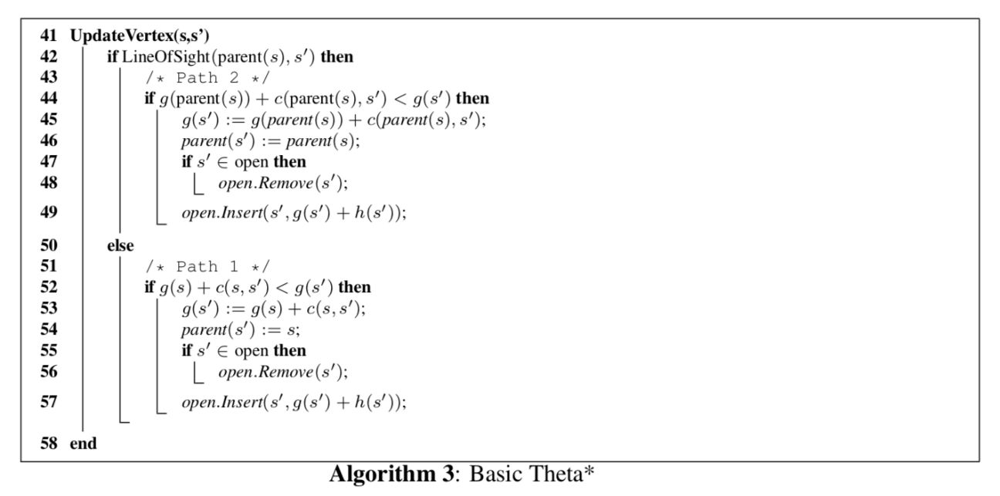 41 UpdateVertex(s,s’)
42 if LineOfSight(parent(s), s′) then
43 /* Path 2 */
44 if g(parent(s)) + c(parent(s), s′) < g(s′) then
45 g(s′) := g(parent(s)) + c(parent(s), s′);
46 parent(s′) := parent(s);
47 if s′ ∈ open then
48 open.Remove(s′);
49 open.Insert(s′, g(s′) + h(s′));
50 else
51 /* Path 1 */
52 if g(s) + c(s, s′) < g(s′) then
53 g(s′) := g(s) + c(s, s′);
54 parent(s′) := s;
55 if s′ ∈ open then
56 open.Remove(s′);
57 open.Insert(s′, g(s′) + h(s′));
58 end
Algorithm 3: Basic Theta*